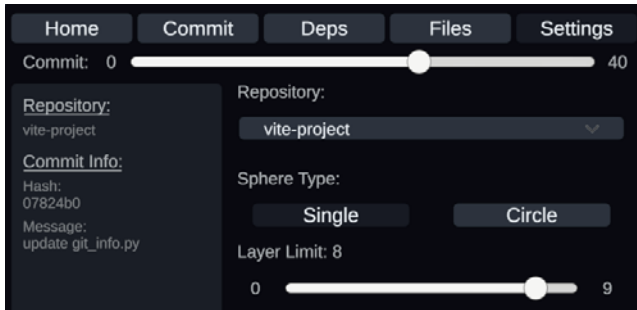 Home Commit Deps Files Settings
Commit: 0 40
Repository:
vite-project
Commit Info:
Hash:
07824b0
Message:
update git_info.py
Repository:
vite-project
Sphere Type:
Single Circle
Layer Limit: 8
0 9